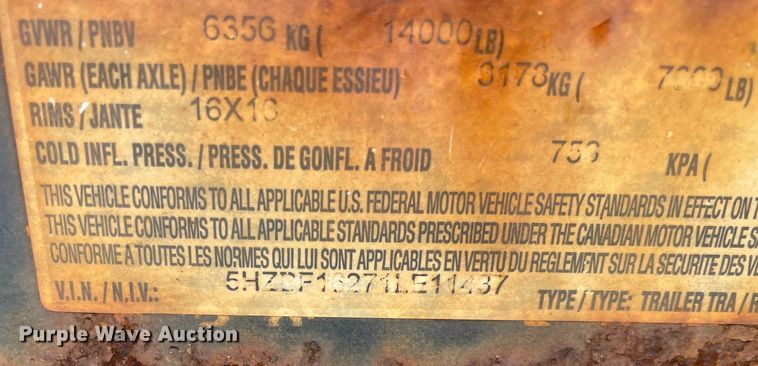 GVWR / PNBV 6356 KG ( 14000 LB)
GAWR (EACH AXLE) / PNBE (CHAQUE ESSIEU) KG ( LB)
RIMS / JANTE
COLD INFL. PRESS. / PRESS. DE GONFL. A FROID KPA (
THIS VEHICLE CONFORMS TO ALL APPLICABLE U.S. FEDERAL MOTOR VEHICLE SAFETY STANDARDS IN EFFECT ON
THIS VEHICLE CONFORMS TO ALL APPLICABLE STANDARDS PRESCRIBED UNDER THE CANADIAN MOTOR VEHICLE
CONFORME A TOUTES LES NORMES QUI LUI SONT APPLICABLES EN VERTU DU REGLEMENT SUR LA SECURITE DES
V.I.N. / N.I.V.: TYPE / TYPE: TRAILER TRA /
Purple Wave Auction